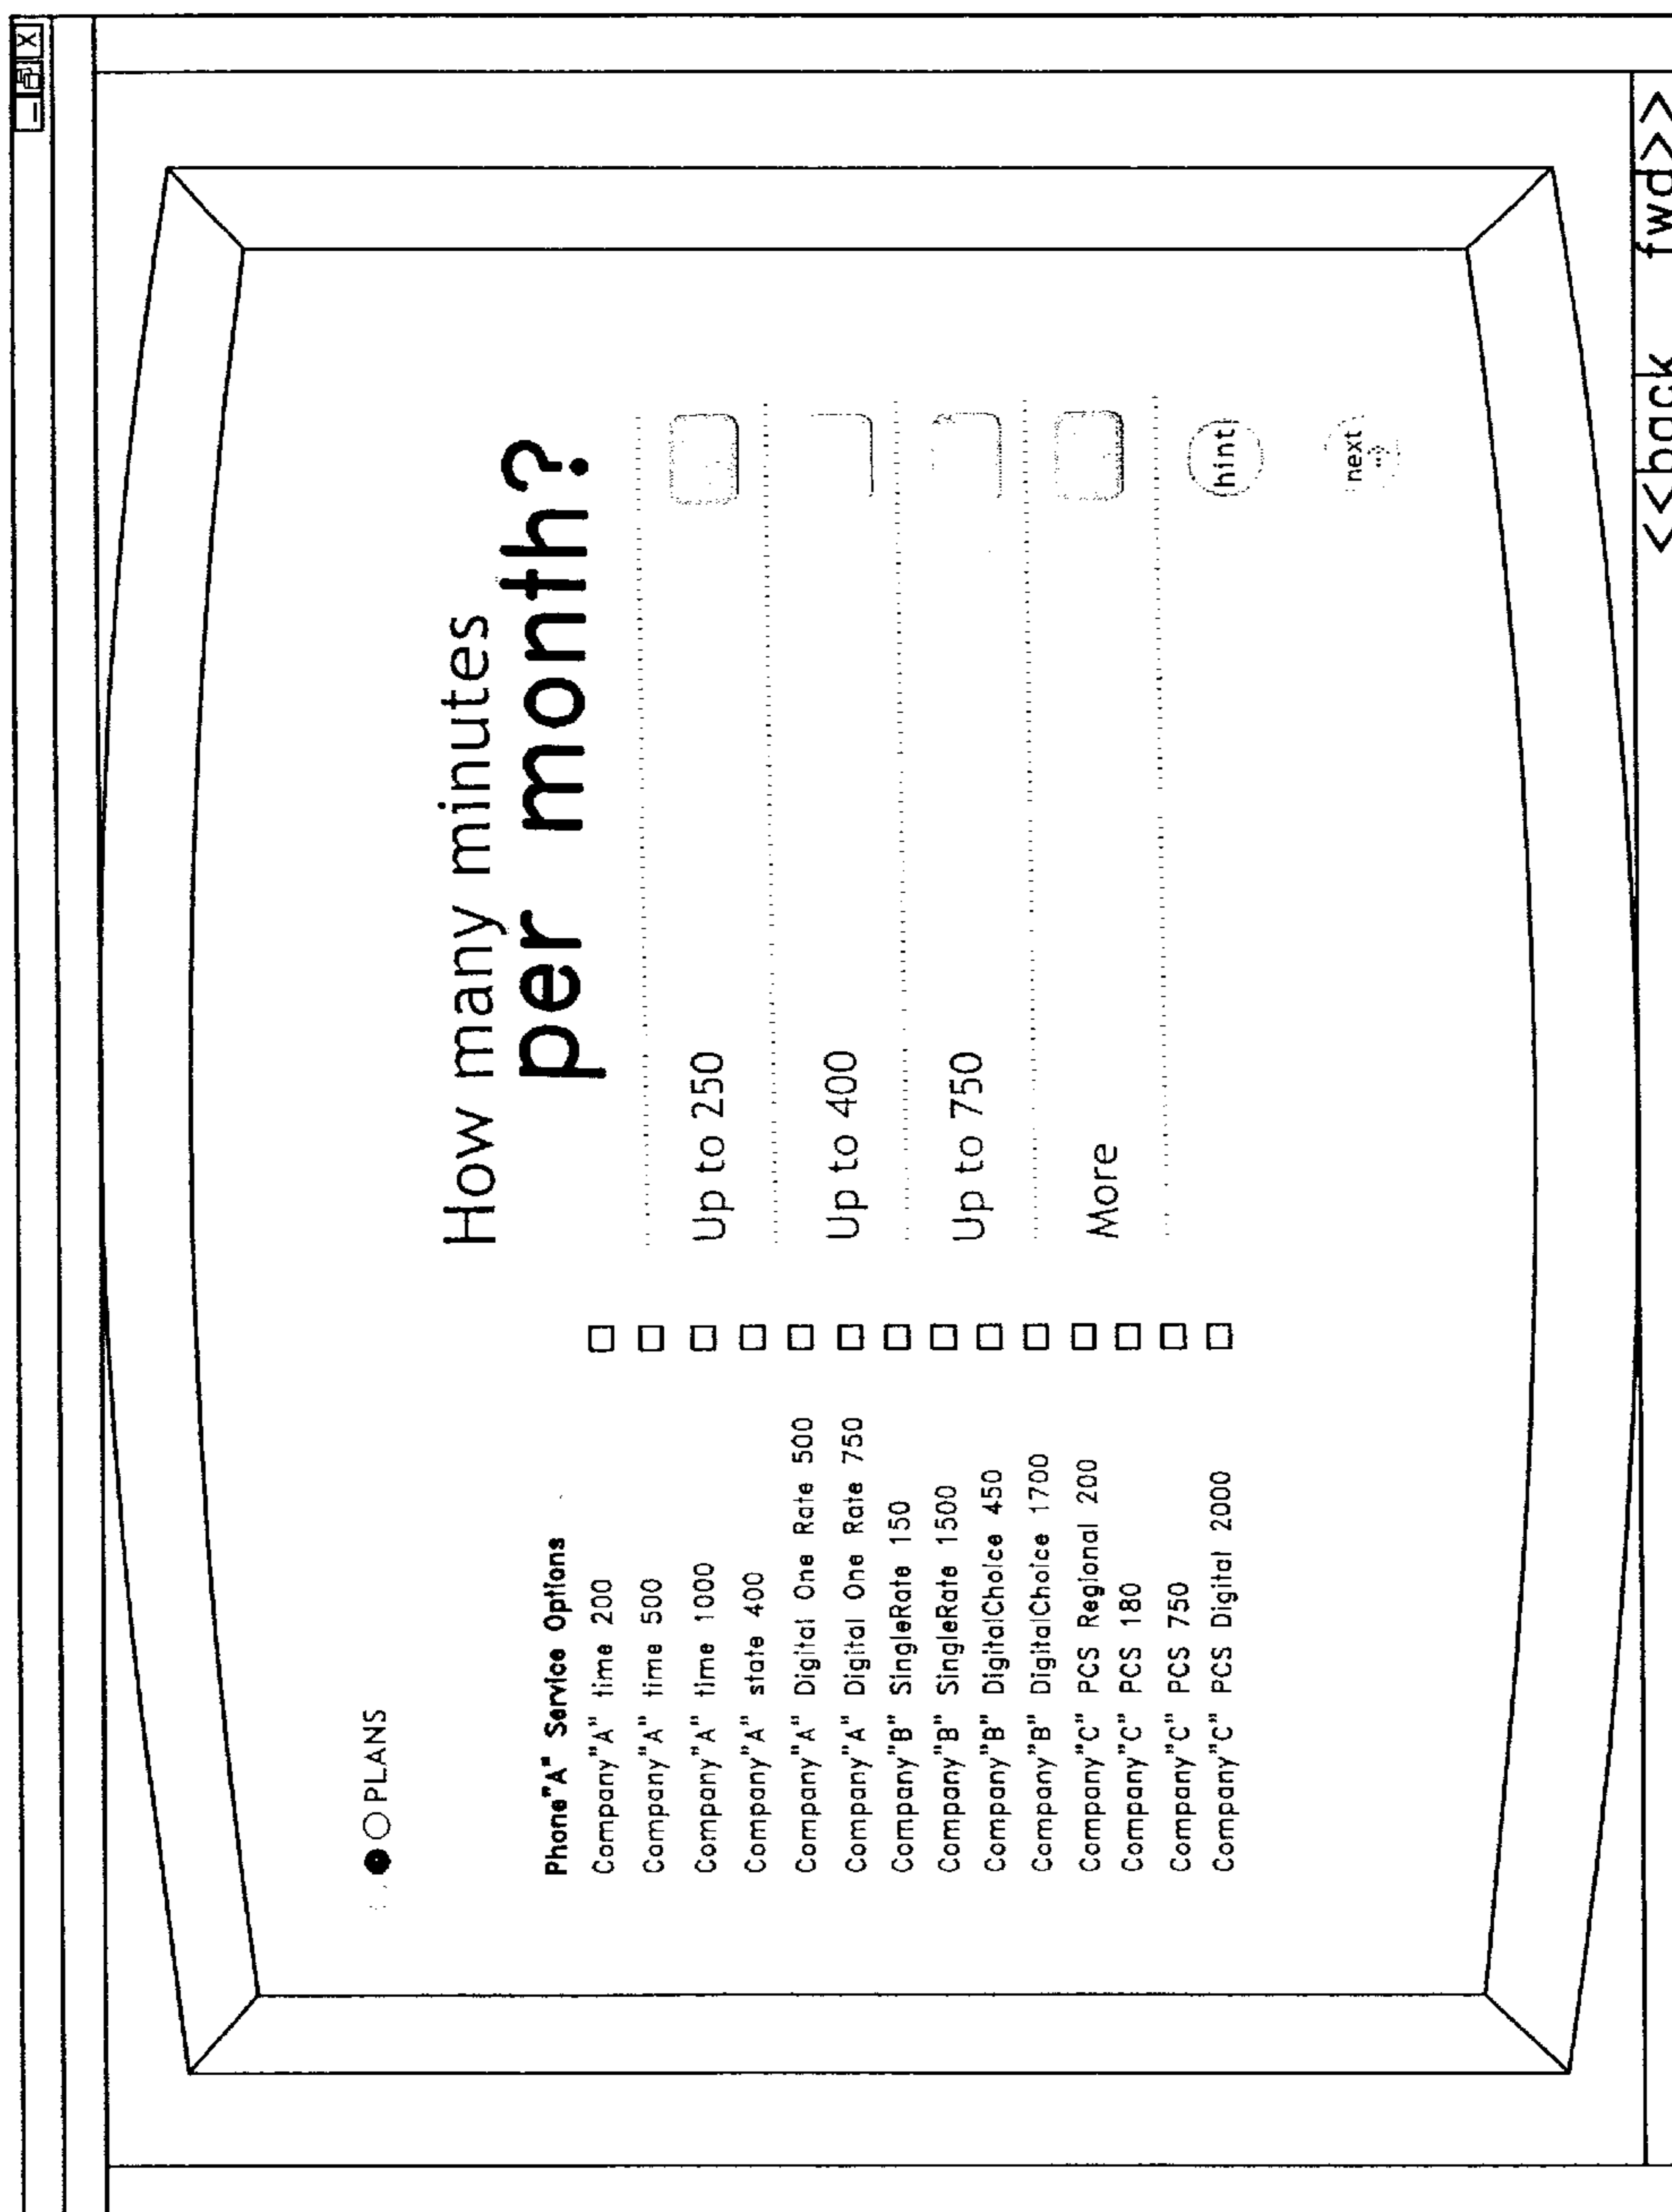 PLANS
How many minutes
per month?
Phone"A" Service Options
Company"A" time 200
Company"A" time 500
Company"A" time 1000
Company"A" state 400
Company"A" Digital One Rate 500
Company"A" Digital One Rate 750
Company"B" SingleRate 150
Company"B" SingleRate 1500
Company"B" DigitalChoice 450
Company"B" DigitalChoice 1700
Company"C" PCS Regional 200
Company"C" PCS 180
Company"C" PCS 750
Company"C" PCS Digital 2000
Up to 250
Up to 400
Up to 750
More
hint
next
<<back fwd>>